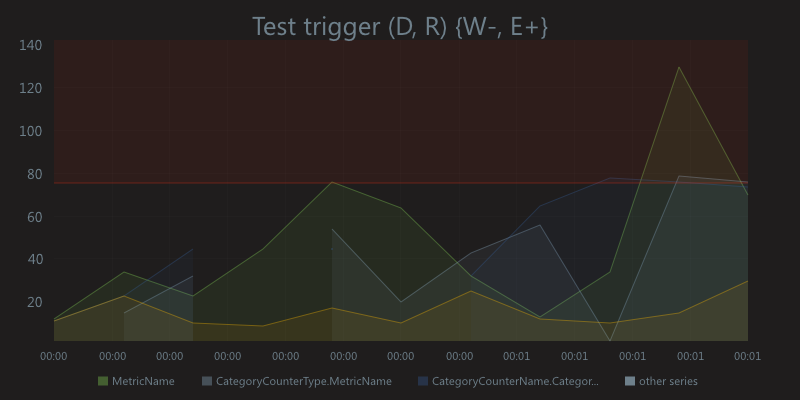 Test trigger (D, R) {W-, E+}
140
120
100
80
60
40
20
00:00 00:00 00:00 00:00 00:00 00:00 00:00 00:00 00:01 00:01 00:01 00:01 00:01
MetricName CategoryCounterType.MetricName CategoryCounterName.Categor... other series